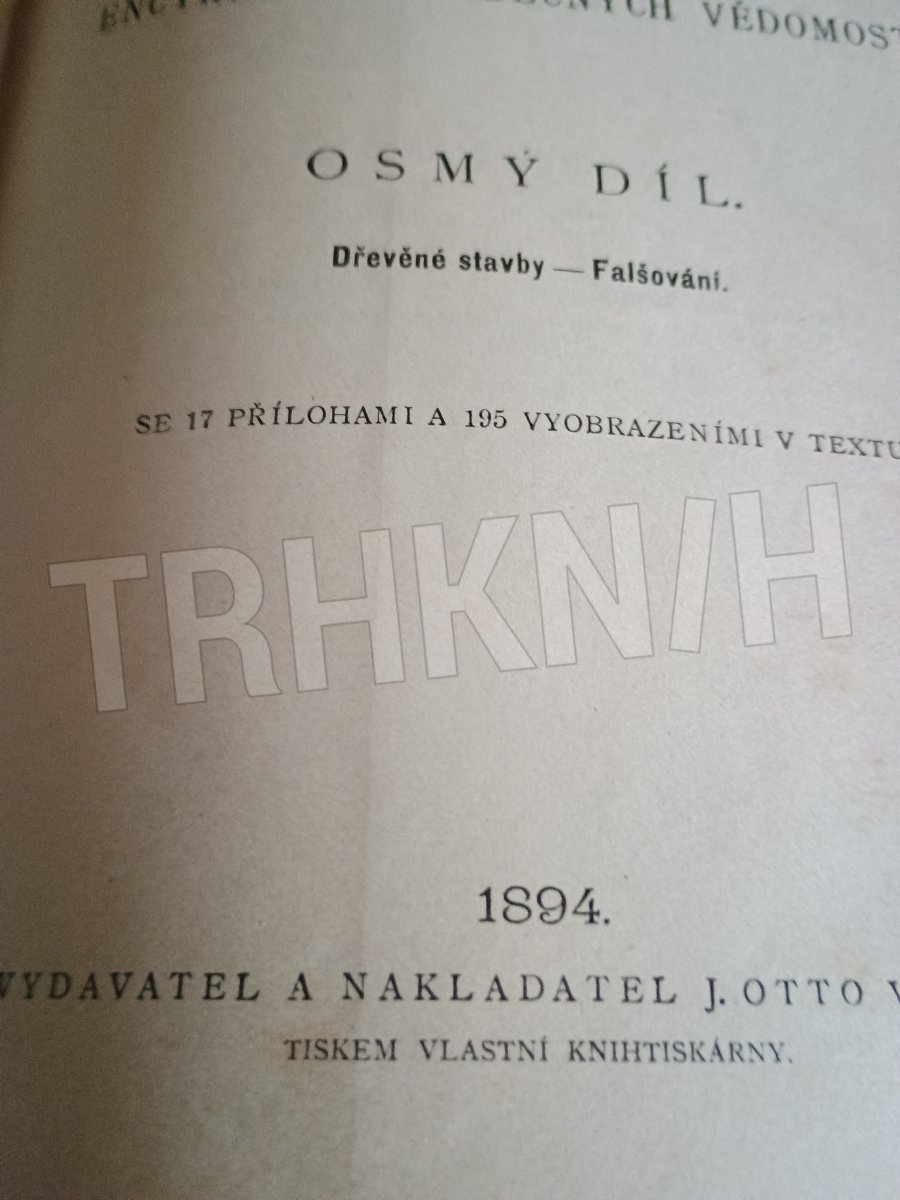 VĚDOMOST
OSMÝ DÍL.
Dřevěné stavby — Falšování.
SE 17 PŘÍLOHAMI A 195 VYOBRAZENÍMI V TEXTU
TRHKNIH
1894.
VYDAVATEL A NAKLADATEL J. OTTO V
TISKEM VLASTNÍ KNIHTISKÁRNY.